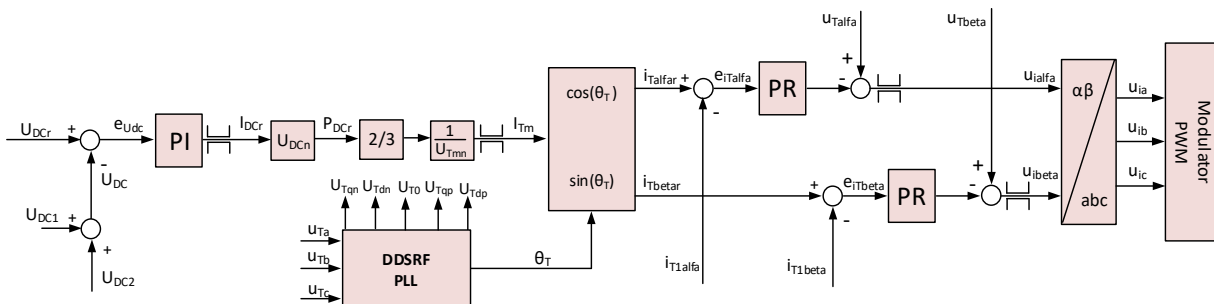 u_Talfa
u_Tbeta
U_DCr
+
-
U_DC
e_Udc
PI
I_DCr
U_DCn
P_DCr
2/3
1
U_Tmn
I_Tm
cos(θ_T)
sin(θ_T)
i_Talfar
+
-
e_iTalfa
PR
+
-
u_ialfa
αβ
abc
u_ia
u_ib
u_ic
Modulator
PWM
i_Tbetar
+
-
e_iTbeta
PR
+
-
u_ibeta
U_DC1
+
+
U_DC2
U_Tqn
U_Tdn
U_T0
U_Tqp
U_Tdp
u_Ta
u_Tb
u_Tc
DDSRF
PLL
θ_T
i_T1alfa
i_T1beta